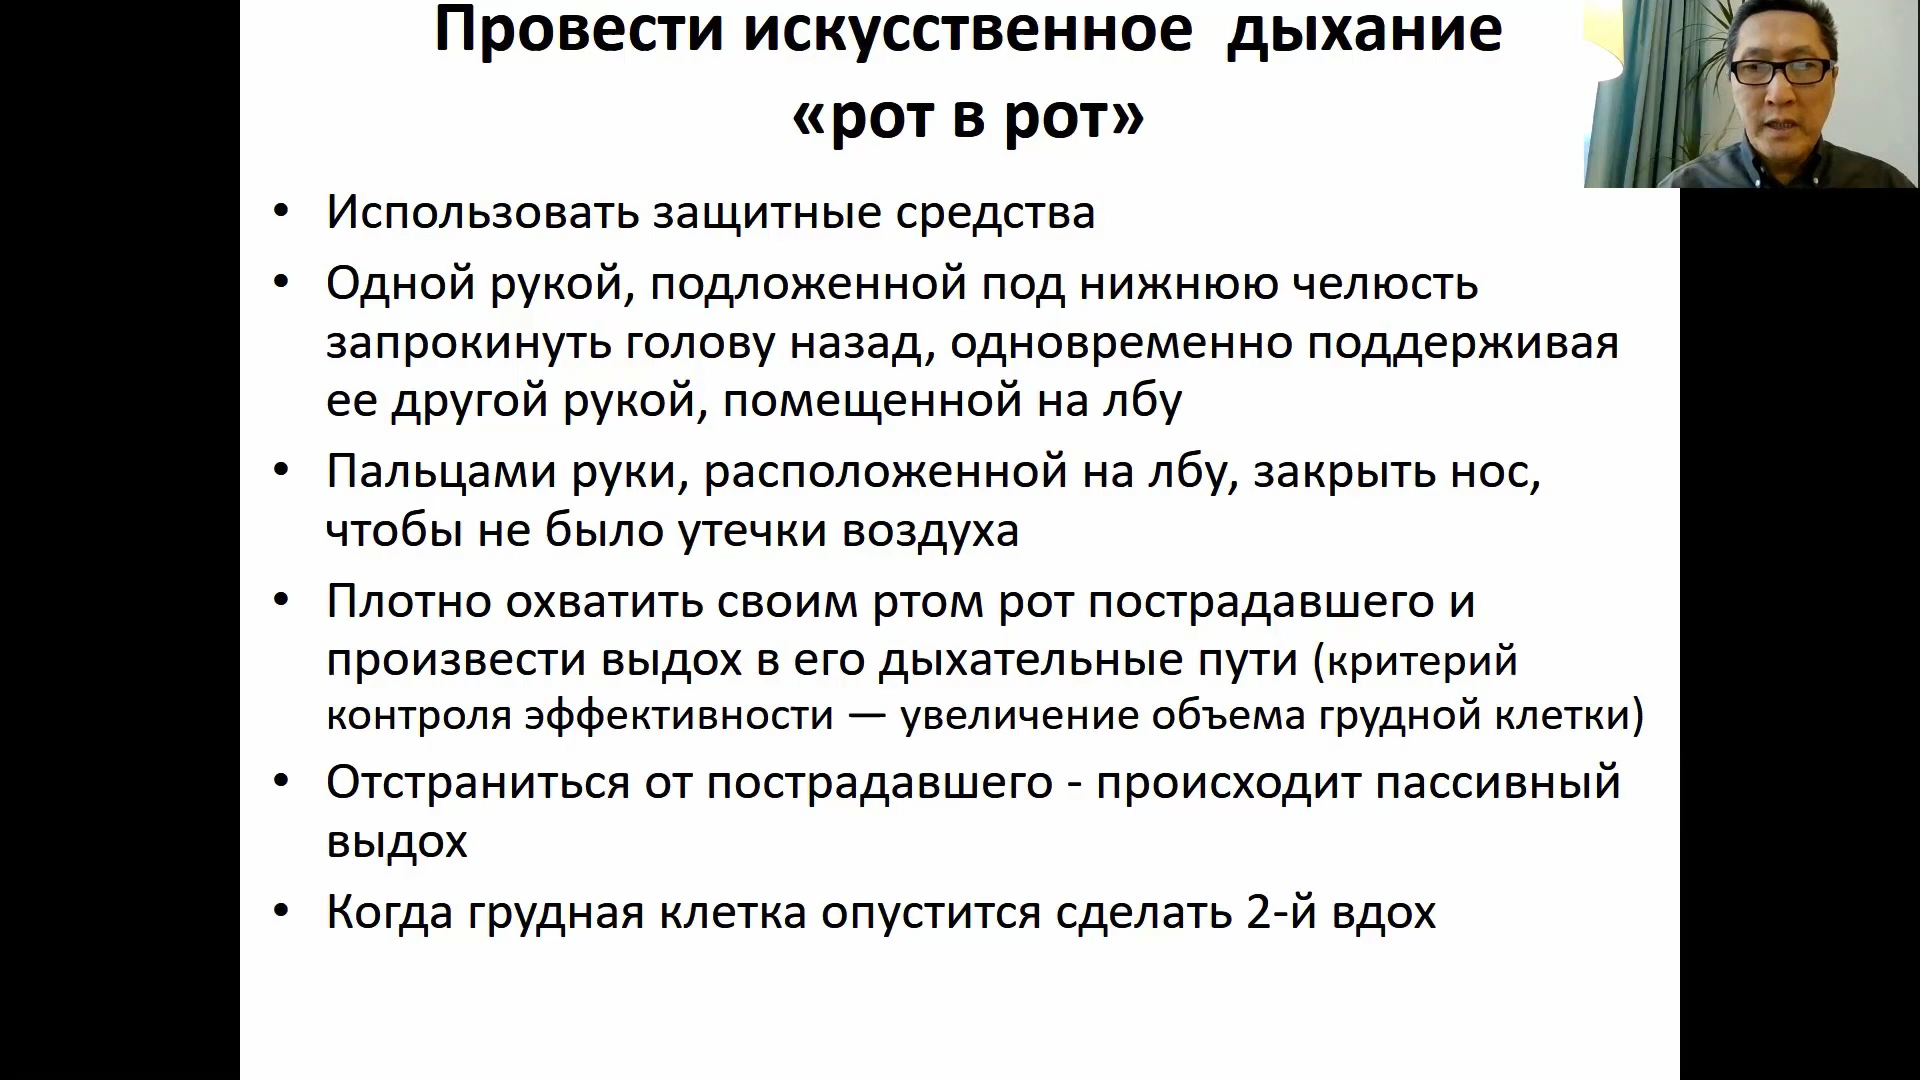 Провести искусственное дыхание
«рот в рот»
• Использовать защитные средства
• Одной рукой, подложенной под нижнюю челюсть
запрокинуть голову назад, одновременно поддерживая
ее другой рукой, помещенной на лбу
• Пальцами руки, расположенной на лбу, закрыть нос,
чтобы не было утечки воздуха
• Плотно охватить своим ртом рот пострадавшего и
произвести выдох в его дыхательные пути (критерий
контроля эффективности — увеличение объема грудной клетки)
• Отстраниться от пострадавшего - происходит пассивный
выдох
• Когда грудная клетка опустится сделать 2-й вдох